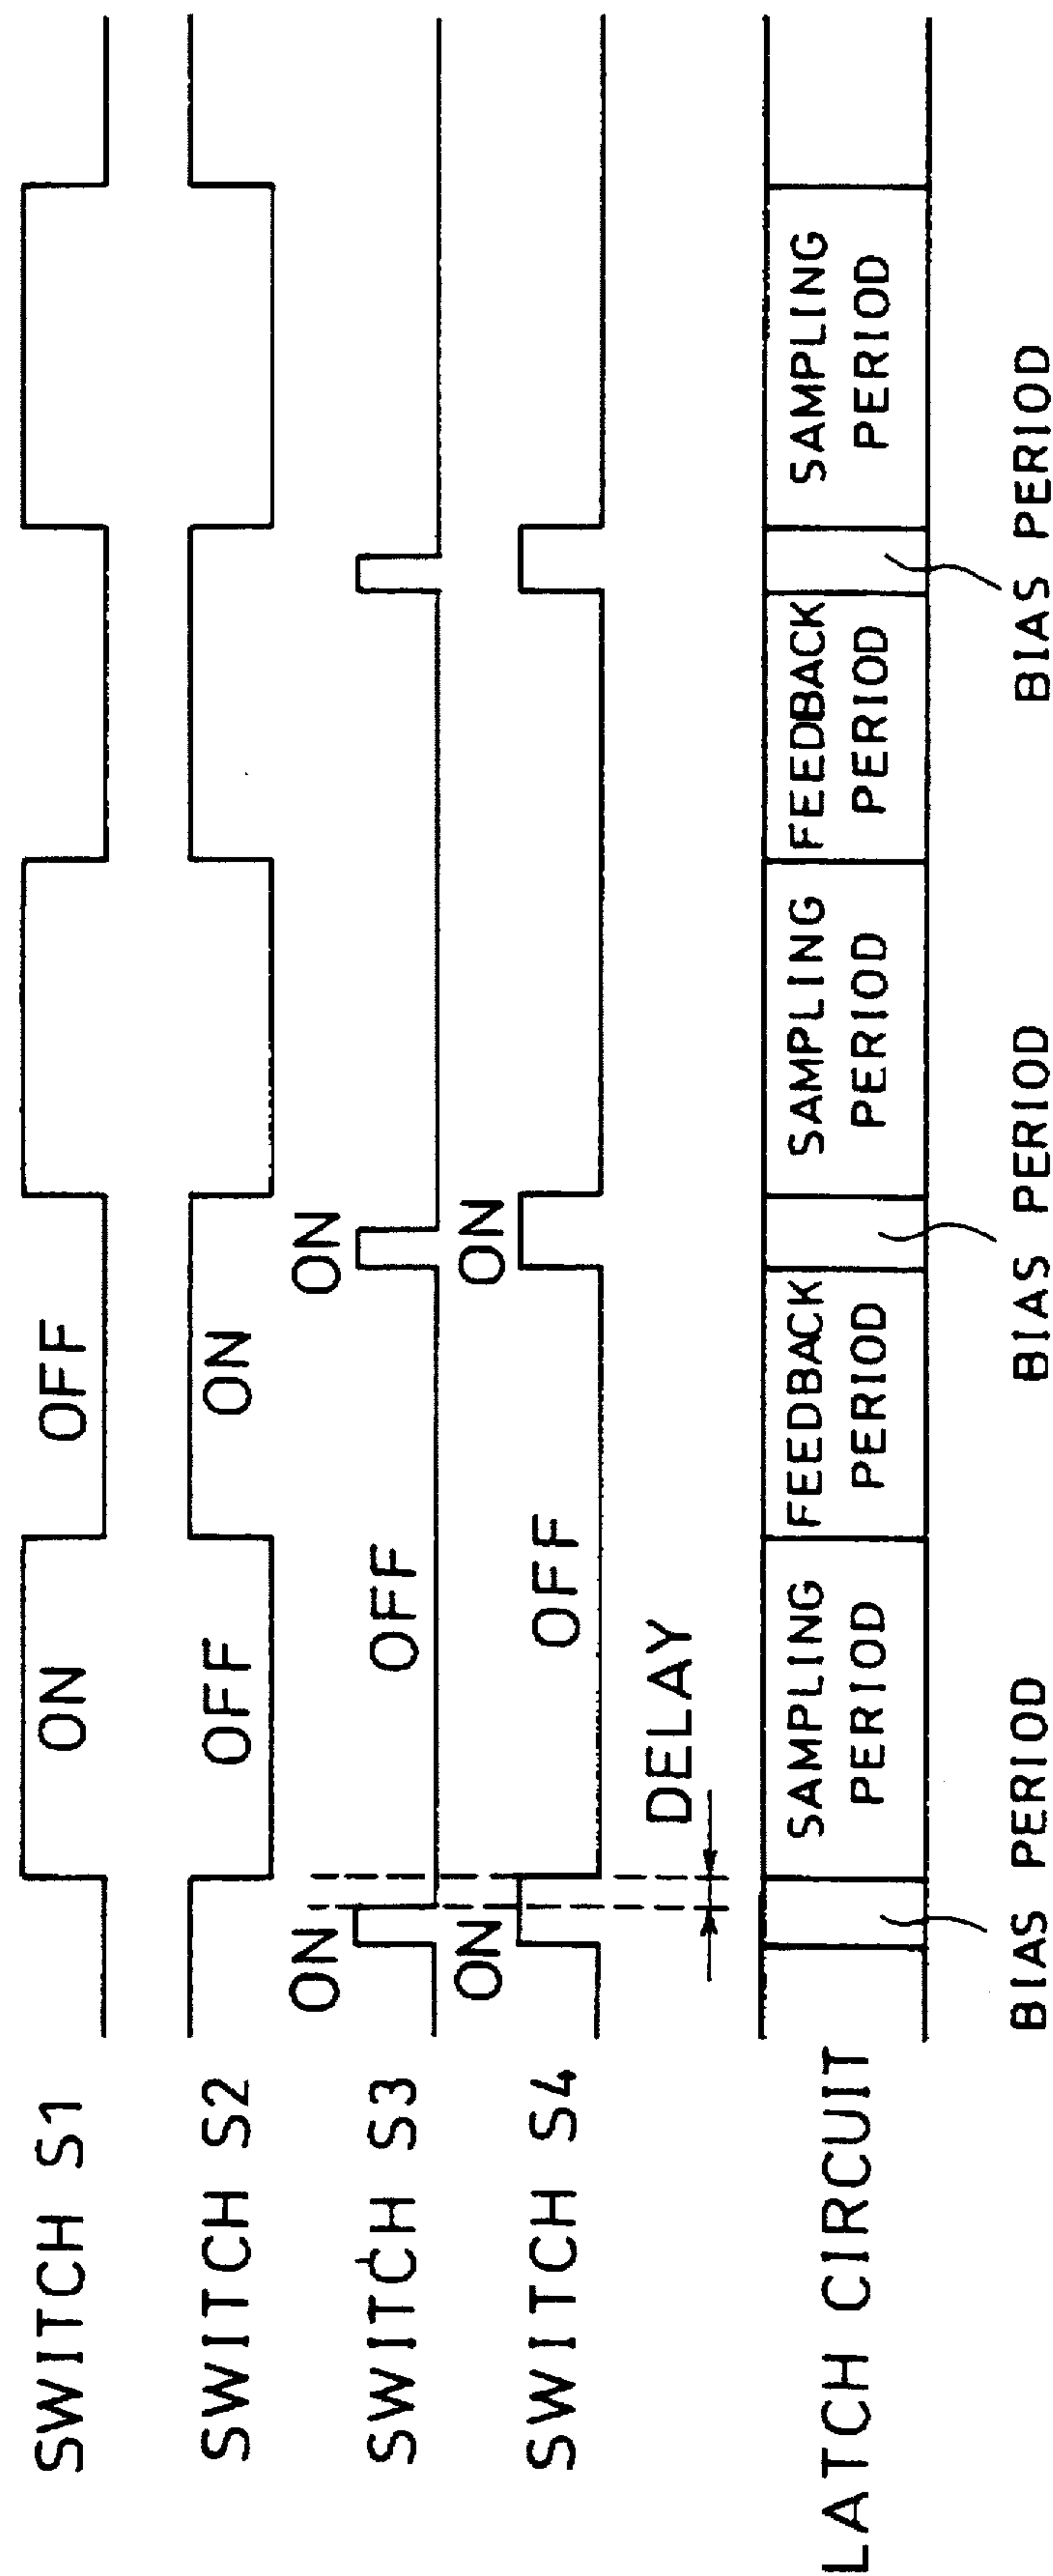 SWITCH S1
ON
OFF
SWITCH S2
OFF
ON
SWITCH S3
ON
OFF
ON
SWITCH S4
ON
OFF
ON
DELAY
LATCH CIRCUIT
SAMPLING
PERIOD
FEEDBACK
PERIOD
SAMPLING
PERIOD
FEEDBACK
PERIOD
SAMPLING
PERIOD
BIAS PERIOD
BIAS PERIOD
BIAS PERIOD